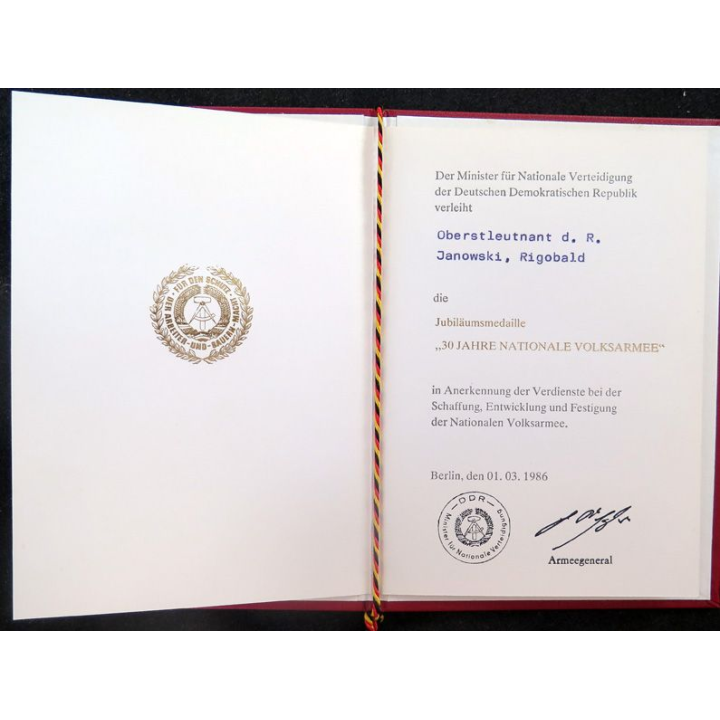 FÜR DEN SCHUTZ DER ARBEITER-UND-BAUERN-MACHT
Der Minister für Nationale Verteidigung
der Deutschen Demokratischen Republik
verleiht
Oberstleutnant d. R.
Janowski, Rigobald
die
Jubiläumsmedaille
„30 JAHRE NATIONALE VOLKSARMEE“
in Anerkennung der Verdienste bei der
Schaffung, Entwicklung und Festigung
der Nationalen Volksarmee.
Berlin, den 01. 03. 1986
— DDR —
Minister für Nationale Verteidigung
Armeegeneral